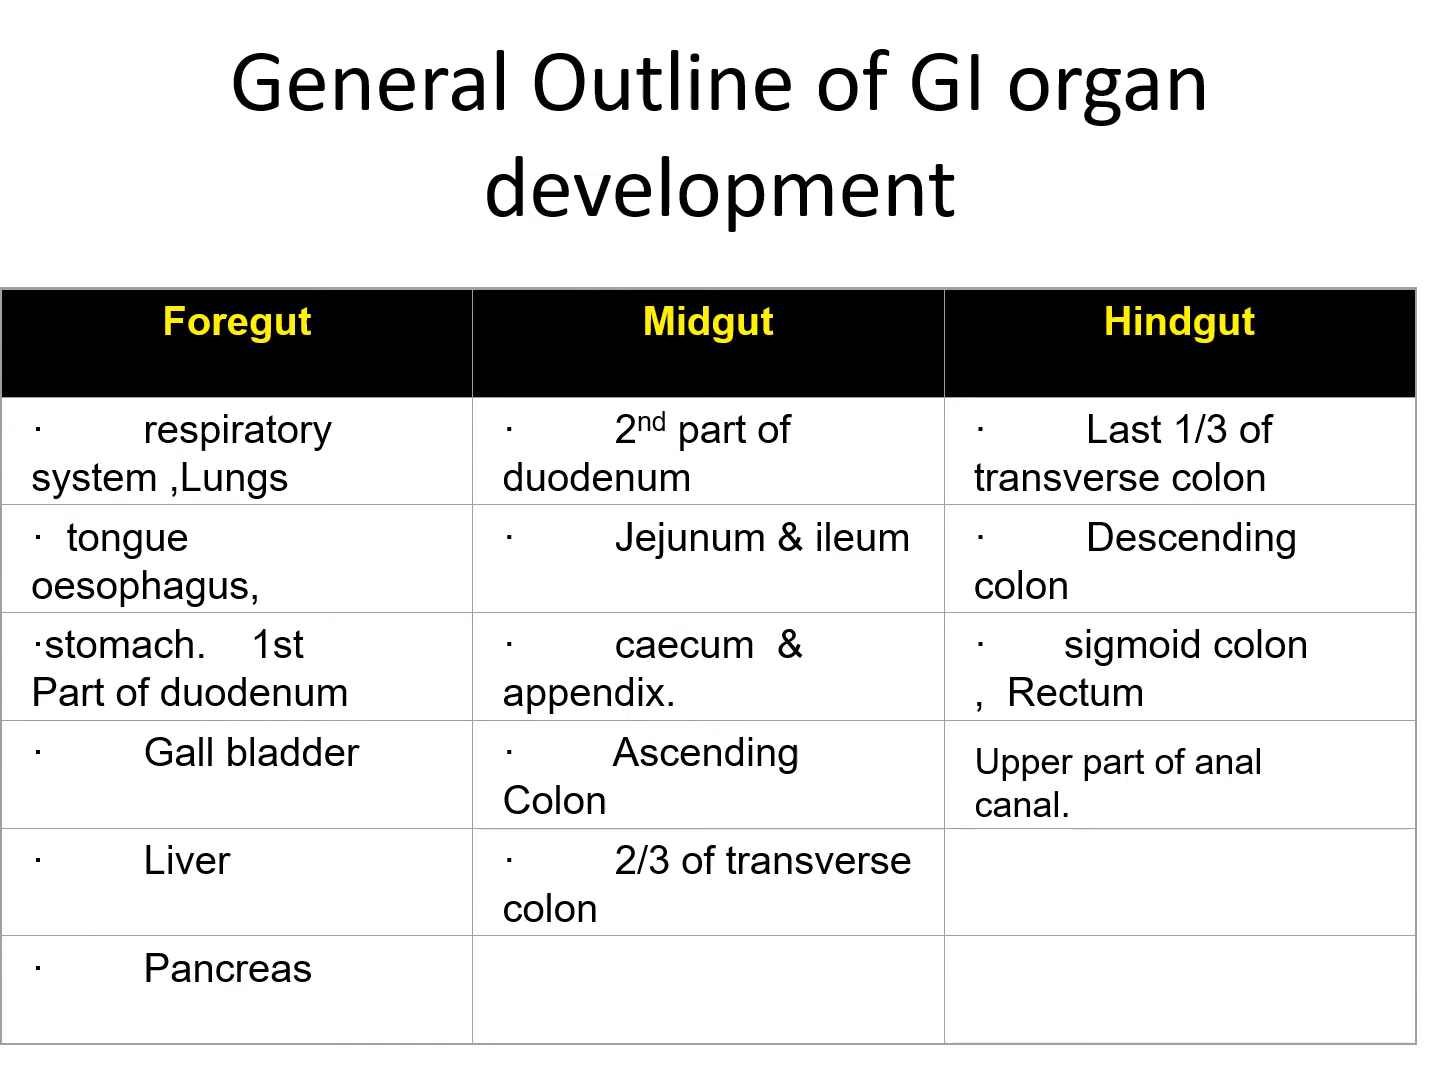 General Outline of GI organ
development
Foregut
Midgut
Hindgut
· respiratory
system ,Lungs
· 2nd part of
duodenum
· Last 1/3 of
transverse colon
· tongue
oesophagus,
· Jejunum & ileum
· Descending
colon
·stomach. 1st
Part of duodenum
· caecum & 
appendix.
· sigmoid colon
, Rectum
· Gall bladder
· Ascending
Colon
Upper part of anal
canal.
· Liver
· 2/3 of transverse
colon
· Pancreas